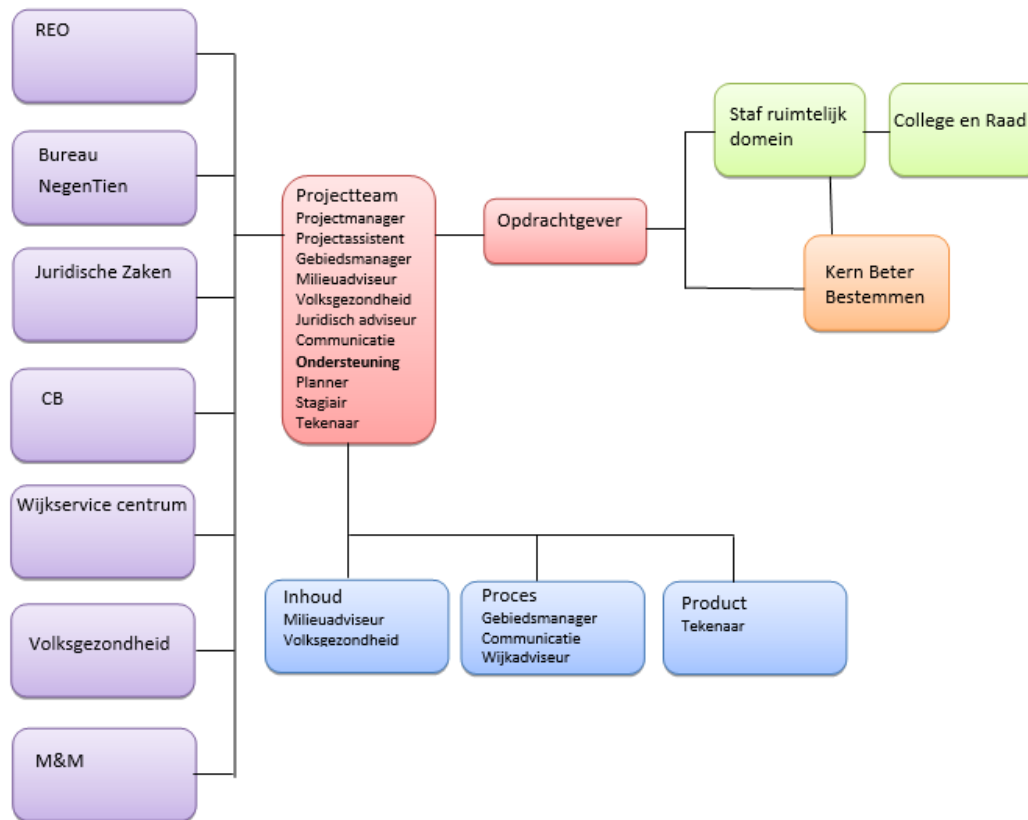 REO
Bureau
NegenTien
Juridische Zaken
CB
Wijkservice centrum
Volksgezondheid
M&M
Projectteam
Projectmanager
Projectassistent
Gebiedsmanager
Milieuadviseur
Volksgezondheid
Juridisch adviseur
Communicatie
Ondersteuning
Planner
Stagiair
Tekenaar
Opdrachtgever
Staf ruimtelijk
domein
College en Raad
Kern Beter
Bestemmen
Inhoud
Milieuadviseur
Volksgezondheid
Proces
Gebiedsmanager
Communicatie
Wijkadviseur
Product
Tekenaar